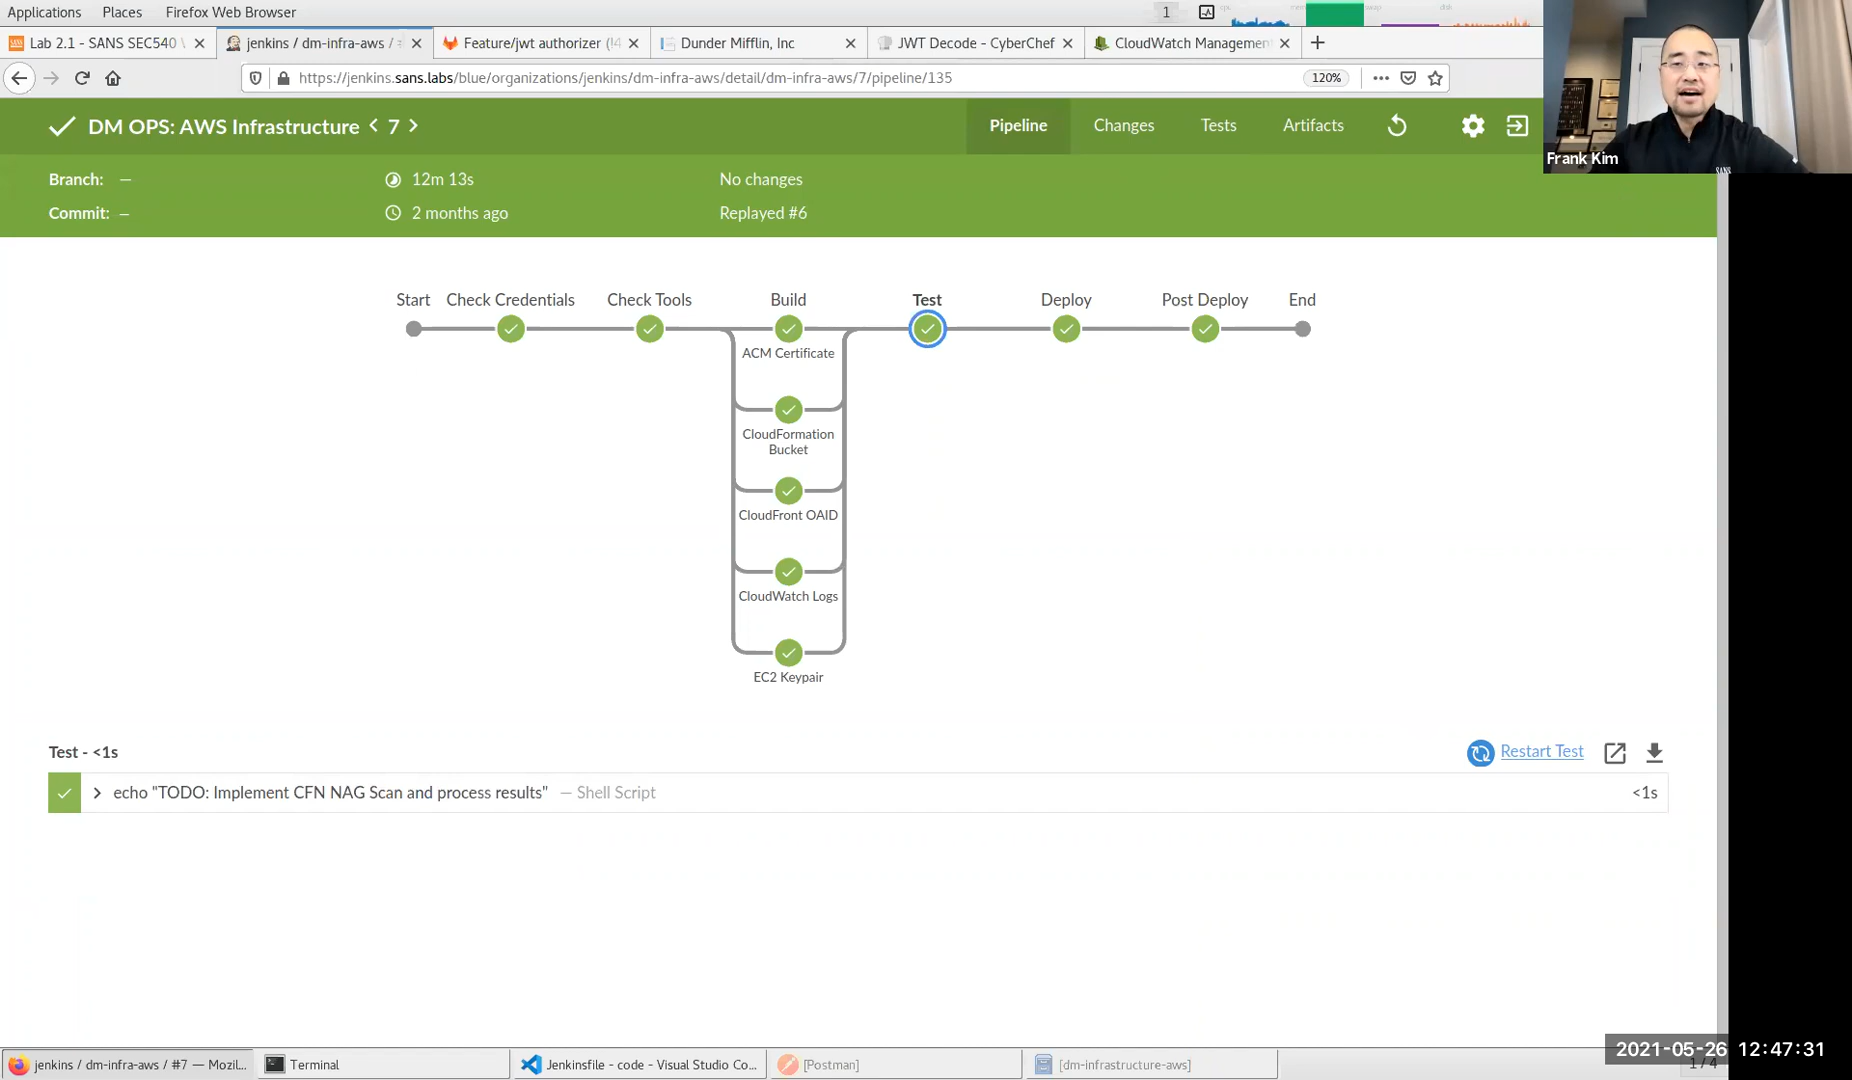 Applications Places Firefox Web Browser 1
Lab 2.1 - SANS SEC540 jenkins / dm-infra-aws / Feature/jwt authorizer (!4 Dunder Mifflin, Inc JWT Decode - CyberChef CloudWatch Managemen
https://jenkins.sans.labs/blue/organizations/jenkins/dm-infra-aws/detail/dm-infra-aws/7/pipeline/135 120%
DM OPS: AWS Infrastructure < 7 > Pipeline Changes Tests Artifacts
Frank Kim
SANS
Branch: — 12m 13s No changes
Commit: — 2 months ago Replayed #6
Start Check Credentials Check Tools Build Test Deploy Post Deploy End
ACM Certificate
CloudFormation
Bucket
CloudFront OAID
CloudWatch Logs
EC2 Keypair
Test - <1s Restart Test
echo "TODO: Implement CFN NAG Scan and process results" — Shell Script <1s
jenkins / dm-infra-aws / #7 — Mozil... Terminal Jenkinsfile - code - Visual Studio Co... [Postman] [dm-infrastructure-aws]
2021-05-26 12:47:31
1 / 4